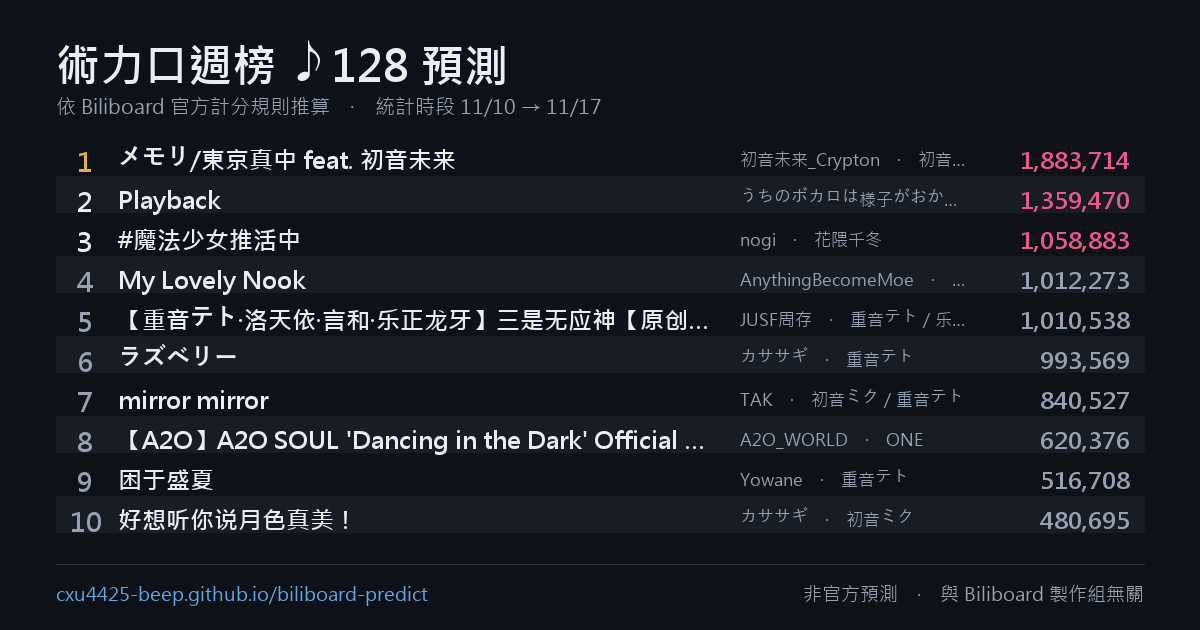 術力口週榜 ♪128 預測
依 Biliboard 官方計分規則推算 · 統計時段 11/10 → 11/17
1 メモリ/東京真中 feat. 初音未来 初音未来_Crypton · 初音… 1,883,714
2 Playback うちのボカロは様子がおか… 1,359,470
3 #魔法少女推活中 nogi · 花隈千冬 1,058,883
4 My Lovely Nook AnythingBecomeMoe · … 1,012,273
5 【重音テト·洛天依·言和·乐正龙牙】三是无应神【原创… JUSF周存 · 重音テト / 乐… 1,010,538
6 ラズベリー カササギ · 重音テト 993,569
7 mirror mirror TAK · 初音ミク / 重音テト 840,527
8 【A2O】A2O SOUL 'Dancing in the Dark' Official … A2O_WORLD · ONE 620,376
9 困于盛夏 Yowane · 重音テト 516,708
10 好想听你说月色真美！ カササギ · 初音ミク 480,695
cxu4425-beep.github.io/biliboard-predict 非官方預測 · 與 Biliboard 製作組無關